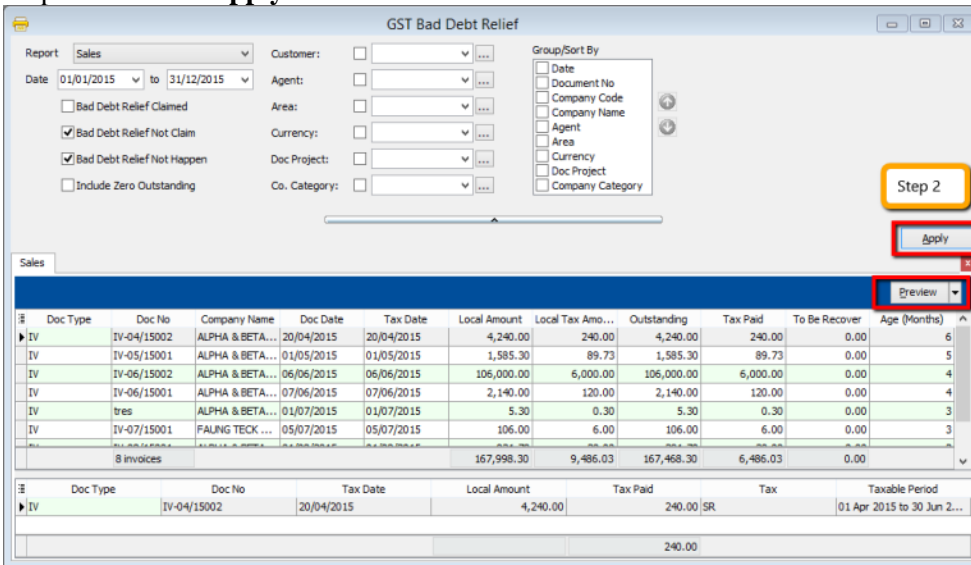 Apply
GST Bad Debt Relief
Report Sales Customer: ... Group/Sort By
Date 01/01/2015 to 31/12/2015 Agent: ... Date
Document No
Bad Debt Relief Claimed Area: ... Company Code
Company Name
Bad Debt Relief Not Claim Currency: ... Agent
Area
Bad Debt Relief Not Happen Doc Project: ... Currency
Doc Project
Include Zero Outstanding Co. Category: ... Company Category
Step 2
Apply
Sales
Preview
Doc Type Doc No Company Name Doc Date Tax Date Local Amount Local Tax Amo... Outstanding Tax Paid To Be Recover Age (Months)
IV IV-04/15002 ALPHA & BETA... 20/04/2015 20/04/2015 4,240.00 240.00 4,240.00 240.00 0.00 6
IV IV-05/15001 ALPHA & BETA... 01/05/2015 01/05/2015 1,585.30 89.73 1,585.30 89.73 0.00 5
IV IV-06/15002 ALPHA & BETA... 06/06/2015 06/06/2015 106,000.00 6,000.00 106,000.00 6,000.00 0.00 4
IV IV-06/15001 ALPHA & BETA... 07/06/2015 07/06/2015 2,140.00 120.00 2,140.00 120.00 0.00 4
IV tres ALPHA & BETA... 01/07/2015 01/07/2015 5.30 0.30 5.30 0.30 0.00 3
IV IV-07/15001 FAUNG TECK ... 05/07/2015 05/07/2015 106.00 6.00 106.00 6.00 0.00 3
8 invoices 167,998.30 9,486.03 167,468.30 6,486.03 0.00
Doc Type Doc No Tax Date Local Amount Tax Paid Tax Taxable Period
IV IV-04/15002 20/04/2015 4,240.00 240.00 SR 01 Apr 2015 to 30 Jun 2...
240.00